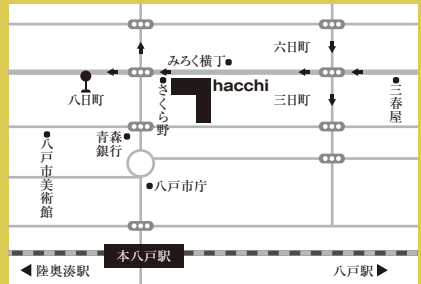 六日町
みろく横丁
hacchi
八日町
さくら野
三日町
三春屋
青森
銀行
八戸市美術館
八戸市庁
本八戸駅
陸奥湊駅
八戸駅